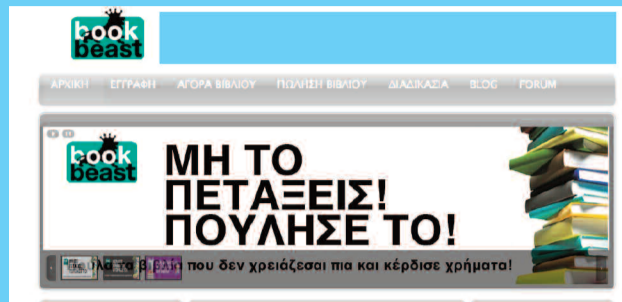 book
beast
ΑΡΧΙΚΗ ΕΓΓΡΑΦΗ ΑΓΟΡΑ ΒΙΒΛΙΟΥ ΠΩΛΗΣΗ ΒΙΒΛΙΟΥ ΔΙΑΔΙΚΑΣΙΑ BLOG FORUM
book
beast
ΜΗ ΤΟ
ΠΕΤΑΞΕΙΣ!
ΠΟΥΛΗΣΕ ΤΟ!
τα που δεν χρειάζεσαι πια και κέρδισε χρήματα!